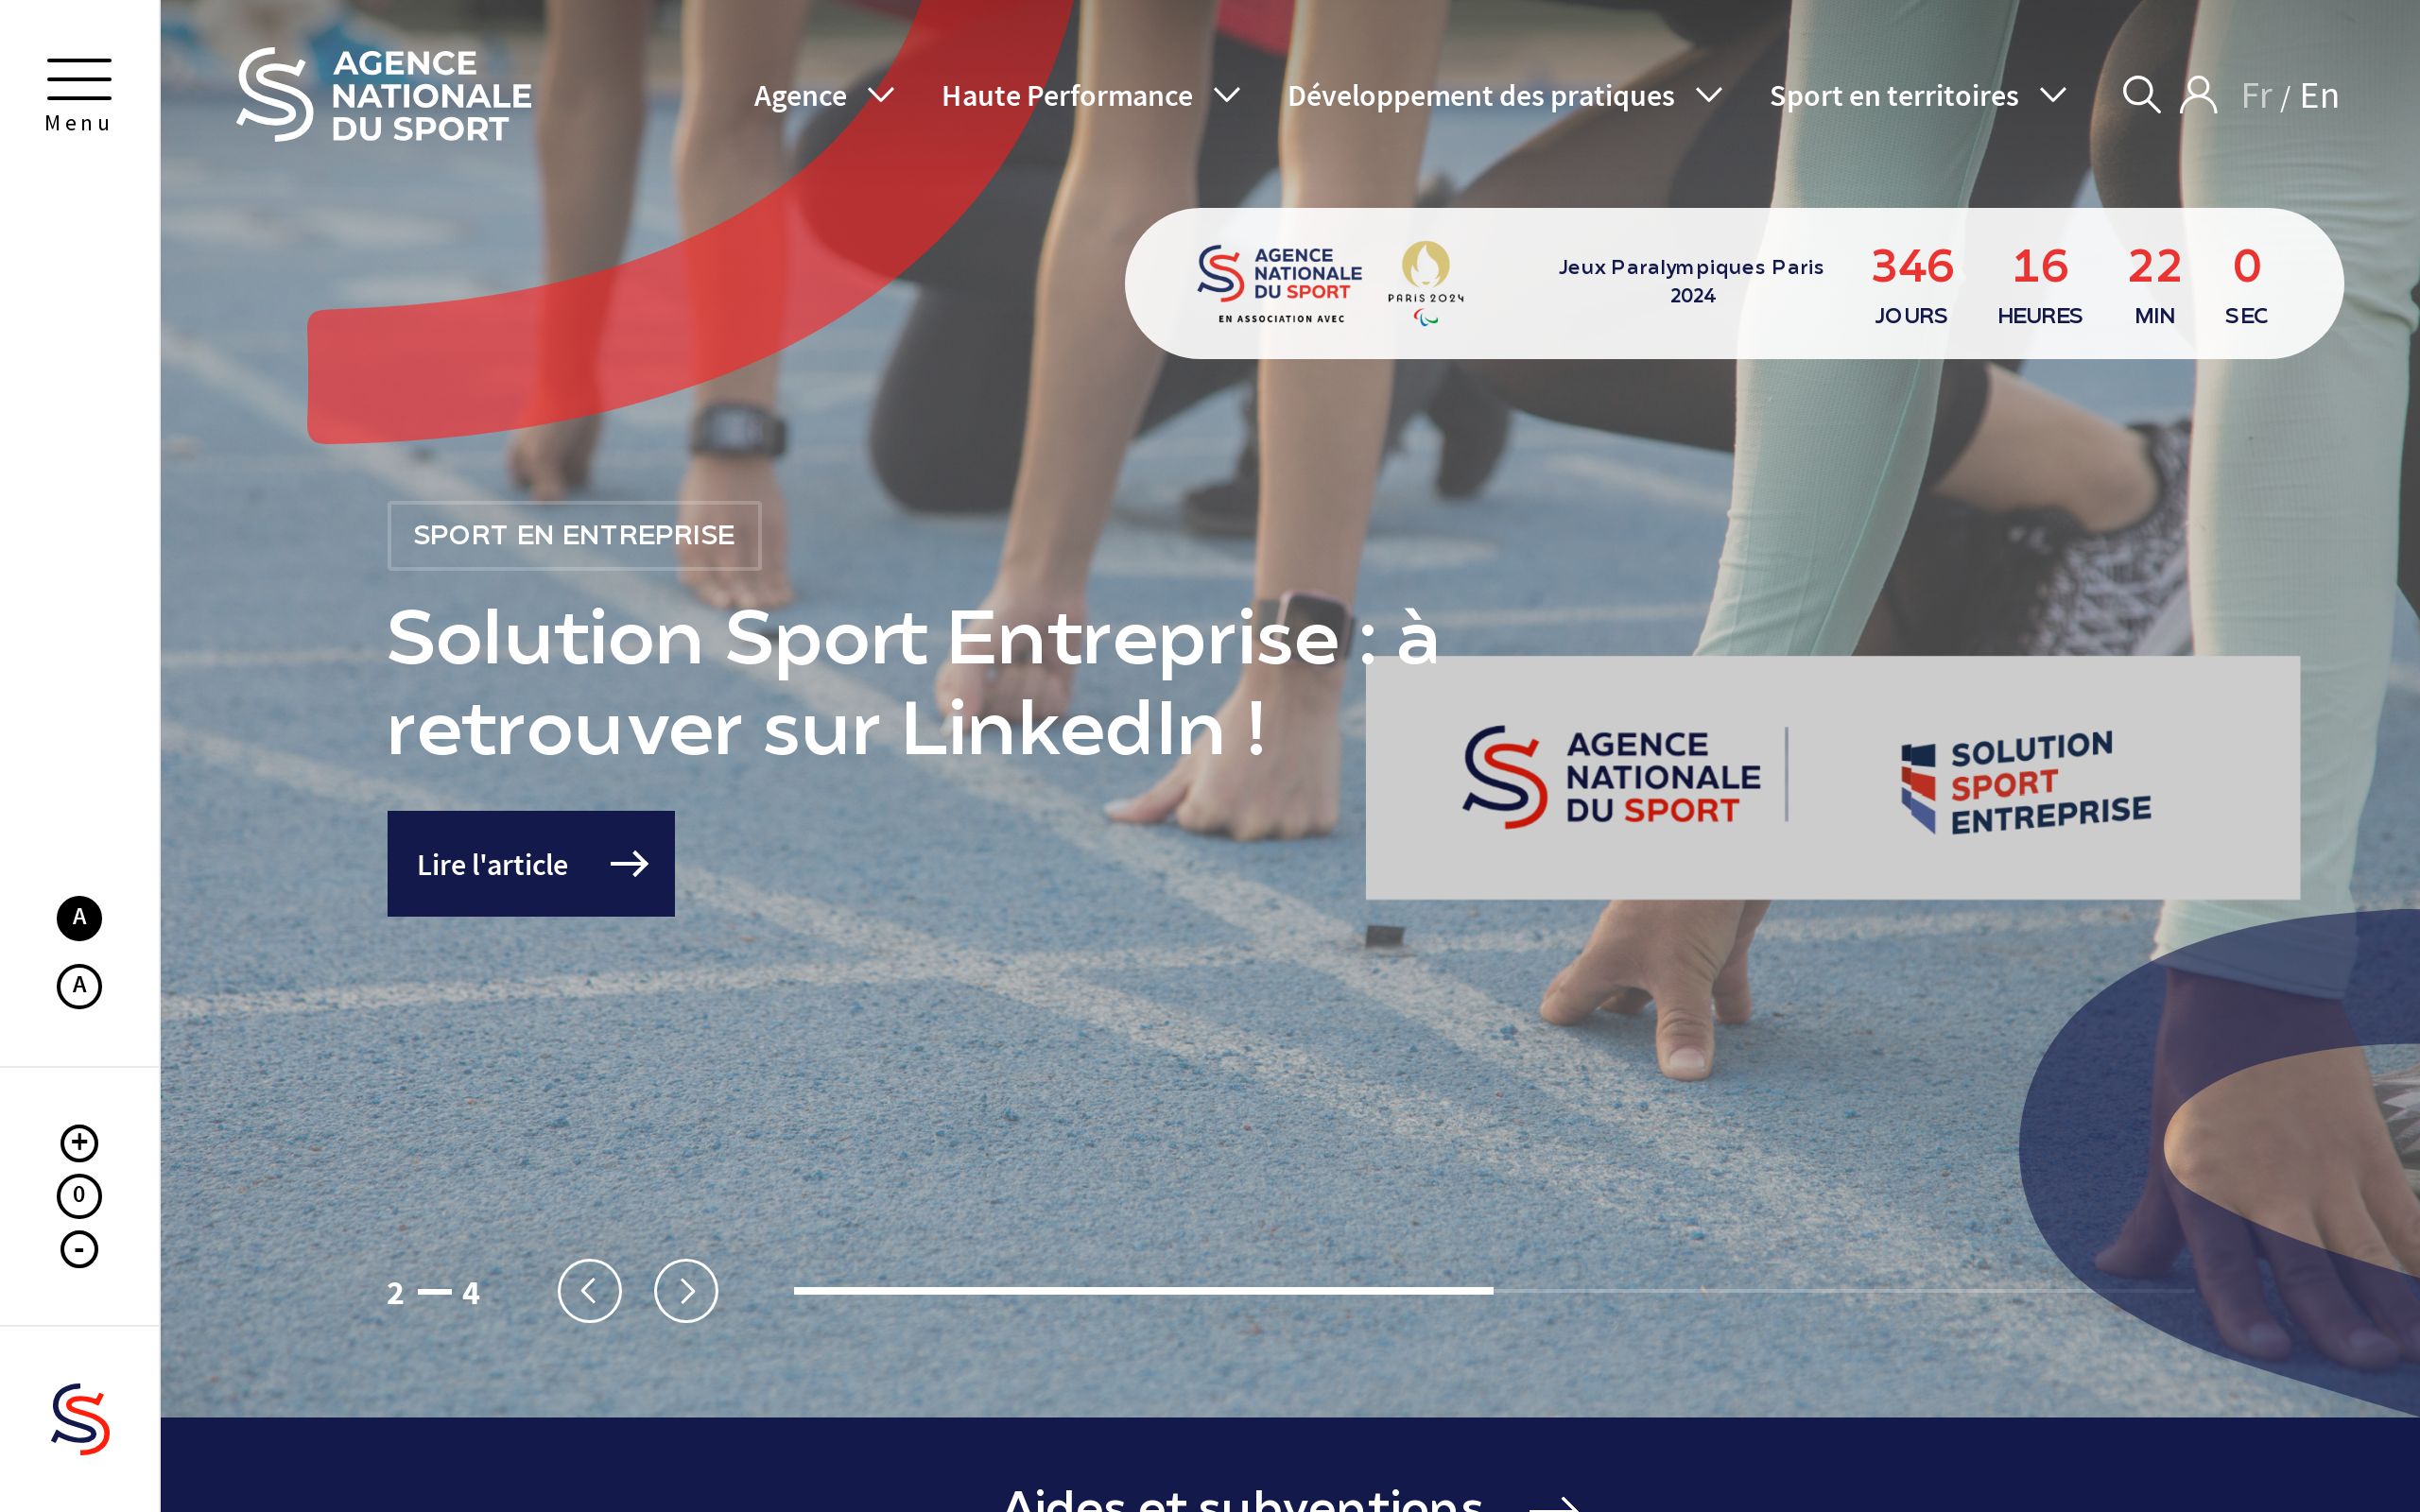 Menu
AGENCE
NATIONALE
DU SPORT
Agence
Haute Performance
Développement des pratiques
Sport en territoires
Fr / En
AGENCE
NATIONALE
DU SPORT
EN ASSOCIATION AVEC
PARIS 2024
Jeux Paralympiques Paris
2024
346 16 22 0
JOURS HEURES MIN SEC
SPORT EN ENTREPRISE
Solution Sport Entreprise : à
retrouver sur LinkedIn !
Lire l'article
AGENCE
NATIONALE
DU SPORT
SOLUTION
SPORT
ENTREPRISE
A
A
+
0
-
2 — 4
Aides et subventions